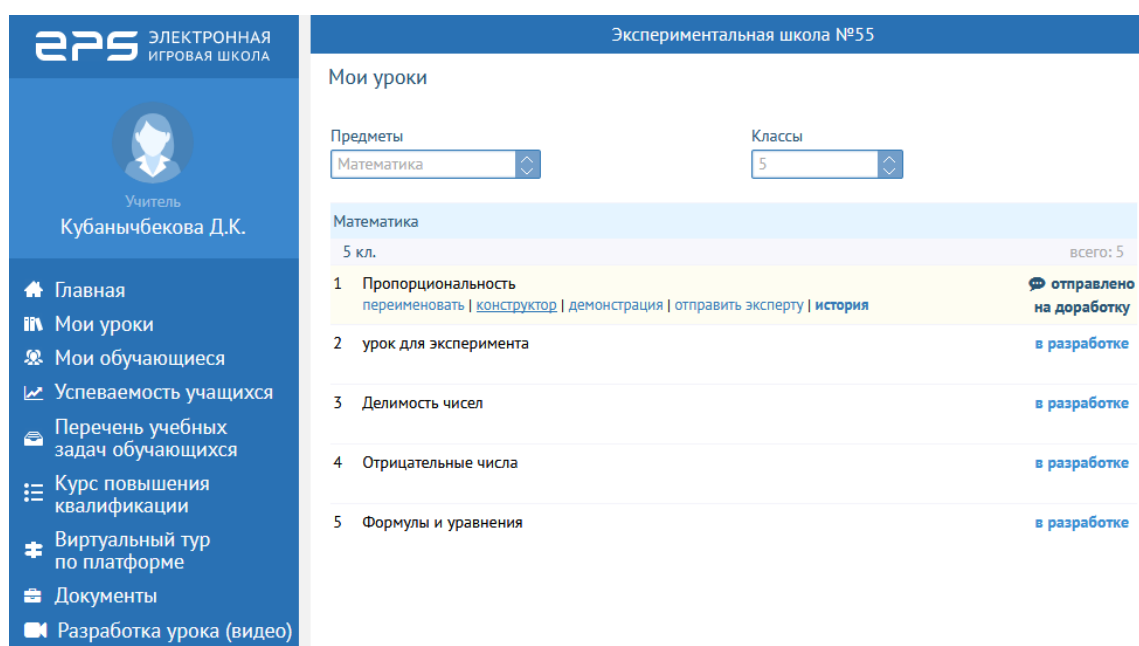 eps ЭЛЕКТРОННАЯ
ИГРОВАЯ ШКОЛА
Экспериментальная школа №55
Учитель
Кубанычбекова Д.К.
Главная
Мои уроки
Мои обучающиеся
Успеваемость учащихся
Перечень учебных
задач обучающихся
Курс повышения
квалификации
Виртуальный тур
по платформе
Документы
Разработка урока (видео)
Мои уроки
Предметы Классы
Математика 5
Математика
5 кл. всего: 5
1 Пропорциональность отправлено
переименовать | конструктор | демонстрация | отправить эксперту | история на доработку
2 урок для эксперимента в разработке
3 Делимость чисел в разработке
4 Отрицательные числа в разработке
5 Формулы и уравнения в разработке